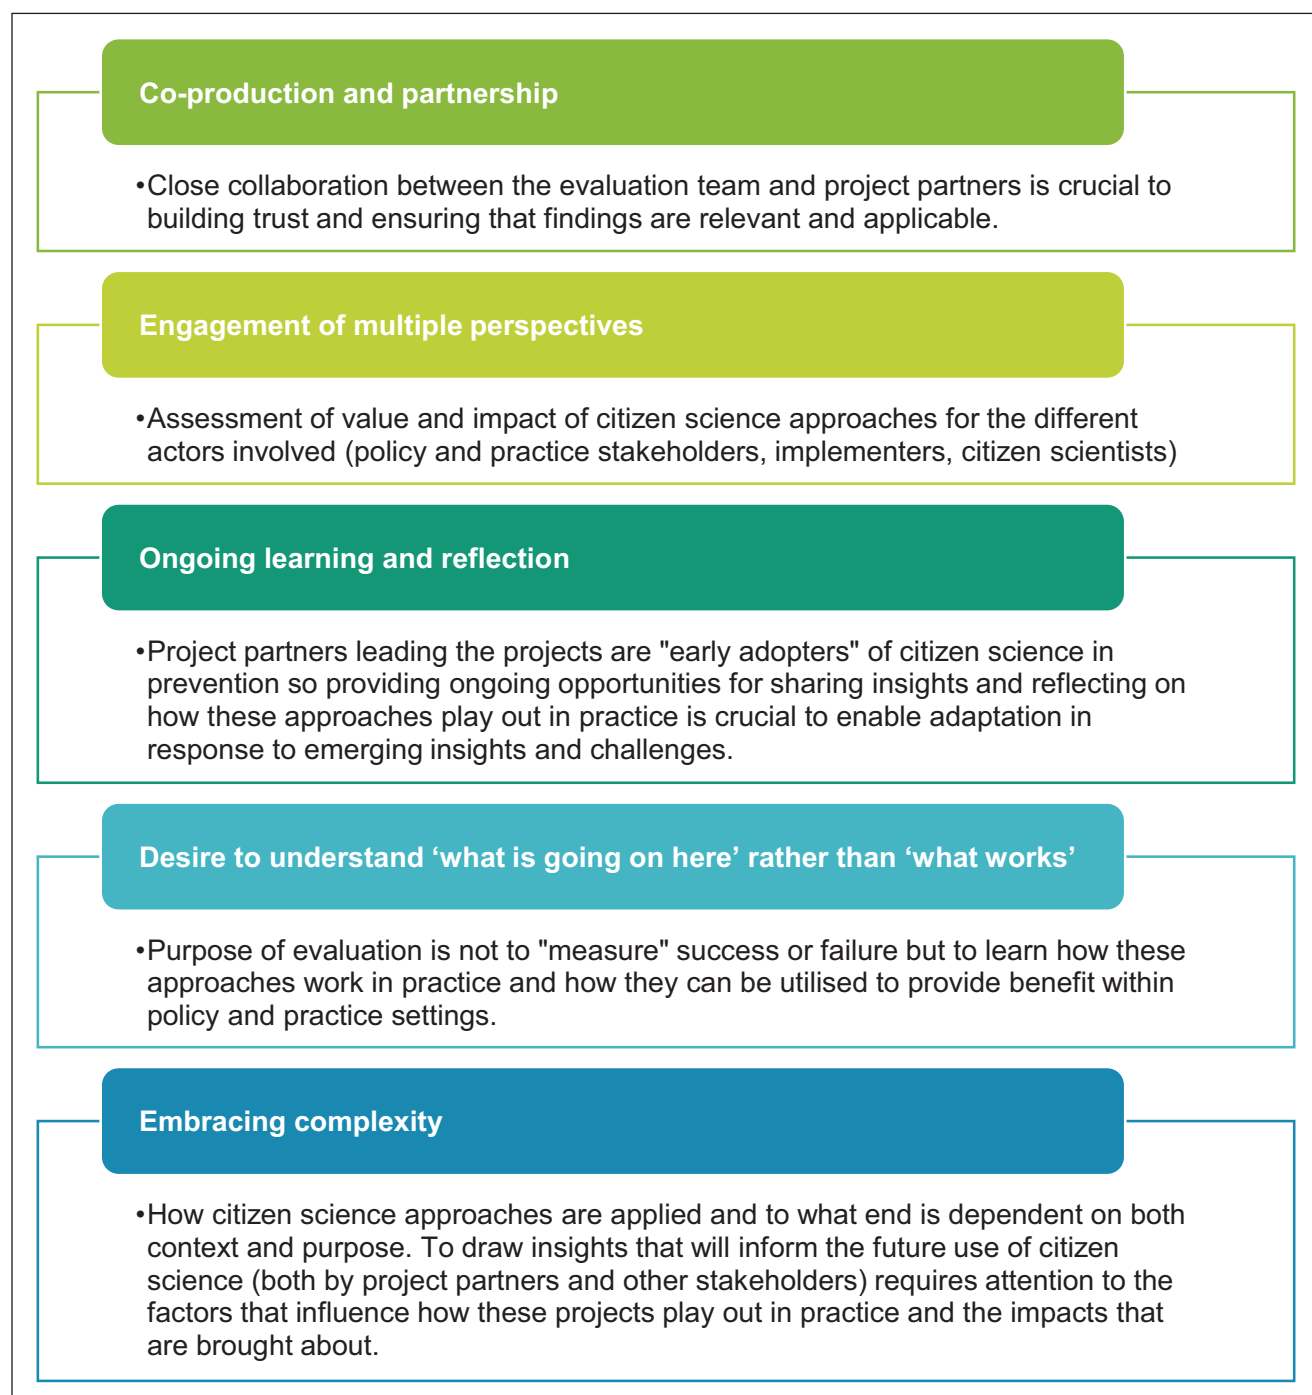 Co-production and partnership
•Close collaboration between the evaluation team and project partners is crucial to
building trust and ensuring that findings are relevant and applicable.
Engagement of multiple perspectives
•Assessment of value and impact of citizen science approaches for the different
actors involved (policy and practice stakeholders, implementers, citizen scientists)
Ongoing learning and reflection
•Project partners leading the projects are "early adopters" of citizen science in
prevention so providing ongoing opportunities for sharing insights and reflecting on
how these approaches play out in practice is crucial to enable adaptation in
response to emerging insights and challenges.
Desire to understand ‘what is going on here’ rather than ‘what works’
•Purpose of evaluation is not to "measure" success or failure but to learn how these
approaches work in practice and how they can be utilised to provide benefit within
policy and practice settings.
Embracing complexity
•How citizen science approaches are applied and to what end is dependent on both
context and purpose. To draw insights that will inform the future use of citizen
science (both by project partners and other stakeholders) requires attention to the
factors that influence how these projects play out in practice and the impacts that
are brought about.